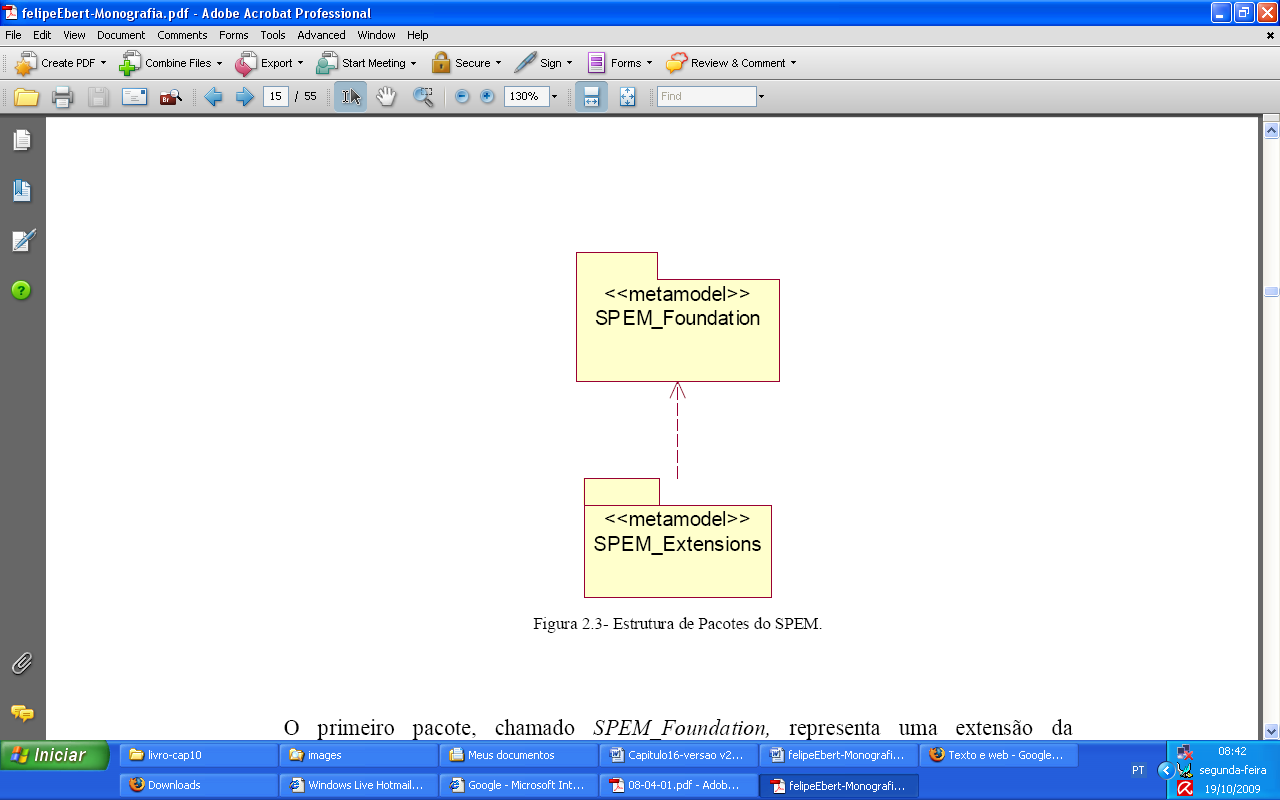 felipeEbert-Monografia.pdf - Adobe Acrobat Professional
File Edit View Document Comments Forms Tools Advanced Window Help
Create PDF Combine Files Export Start Meeting Secure Sign Forms Review & Comment
15 / 55 130% Find
<<metamodel>>
SPEM_Foundation
<<metamodel>>
SPEM_Extensions
Figura 2.3- Estrutura de Pacotes do SPEM.
O primeiro pacote, chamado SPEM_Foundation, representa uma extensão da
Iniciar livro-cap10 images Meus documentos Capitulo16-versao v2... felipeEbert-Monografi... Texto e web - Google... 08:42
PT segunda-feira
Downloads Windows Live Hotmail... Google - Microsoft Int... 08-04-01.pdf - Adob... felipeEbert-Monografi... 19/10/2009